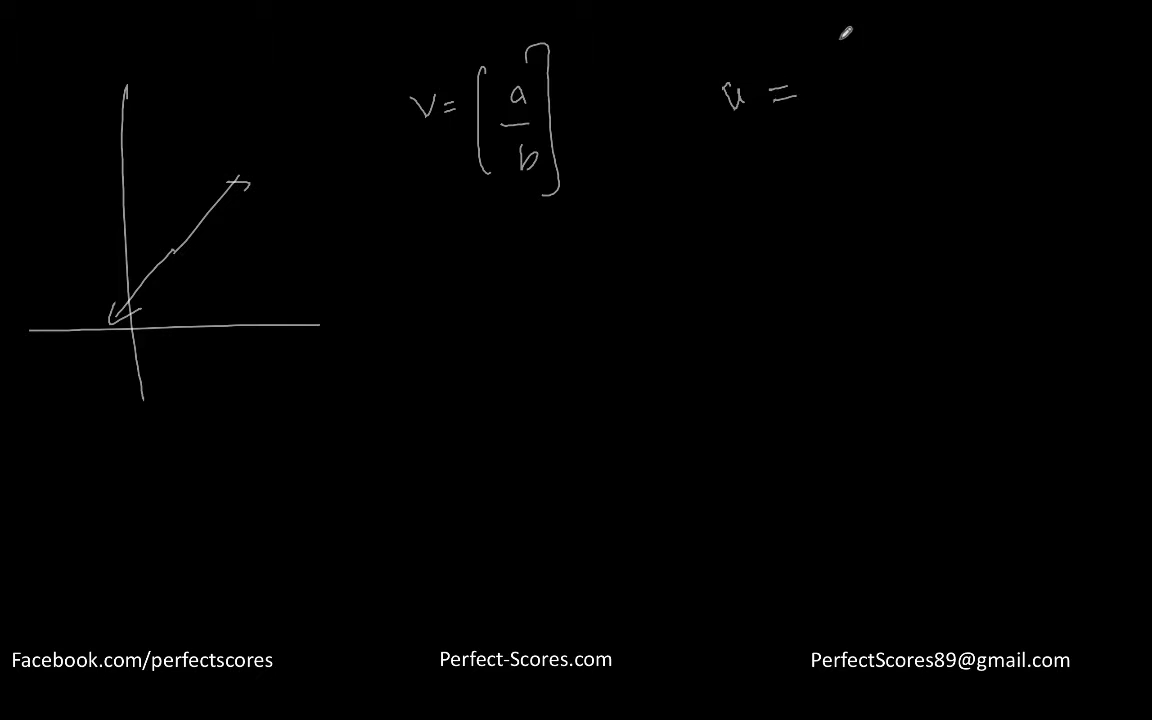 v = [a
b]
u =
Facebook.com/perfectscores
Perfect-Scores.com
PerfectScores89@gmail.com